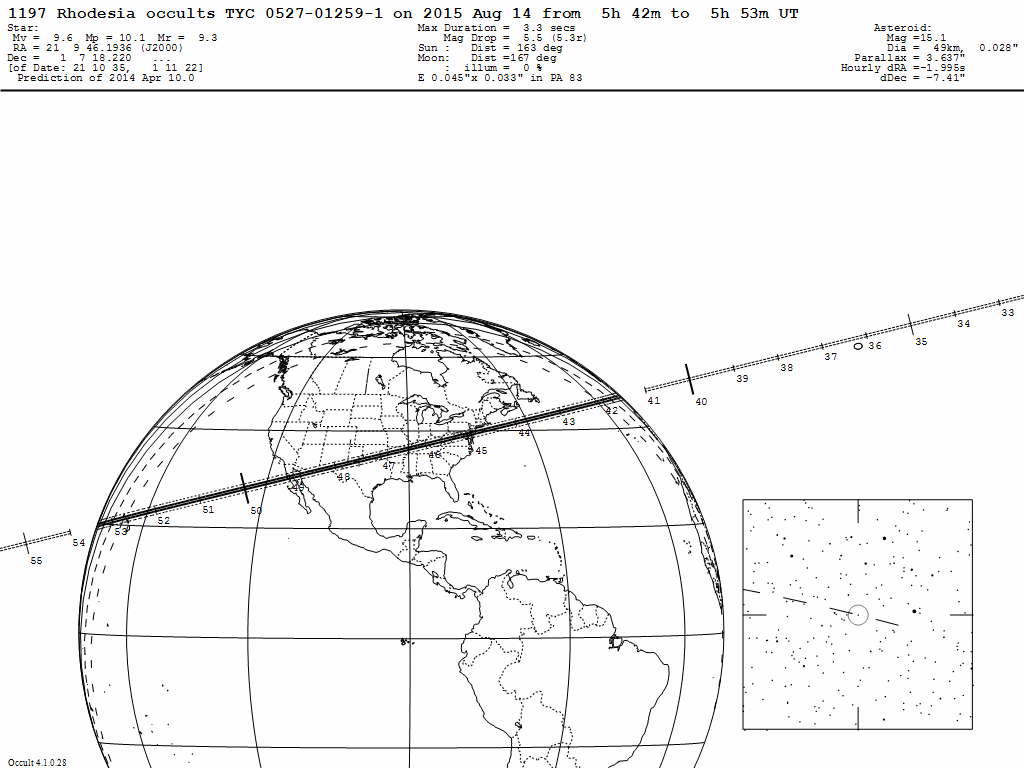 1197 Rhodesia occults TYC 0527-01259-1 on 2015 Aug 14 from 5h 42m to 5h 53m UT
Star:
Mv = 9.6 Mp = 10.1 Mr = 9.3
RA = 21 9 46.1936 (J2000)
Dec = 1 7 18.220 ...
[of Date: 21 10 35, 1 11 22]
Prediction of 2014 Apr 10.0
Max Duration = 3.3 secs
Mag Drop = 5.5 (5.3r)
Sun : Dist = 163 deg
Moon: Dist =167 deg
: illum = 0 %
E 0.045"x 0.033" in PA 83
Asteroid:
Mag =15.1
Dia = 49km, 0.028"
Parallax = 3.637"
Hourly dRA =-1.995s
dDec = -7.41"
33
34
35
36
37
38
39
40
41
42
43
44
45
46
47
48
49
50
51
52
53
54
55
Occult 4.1.0.28